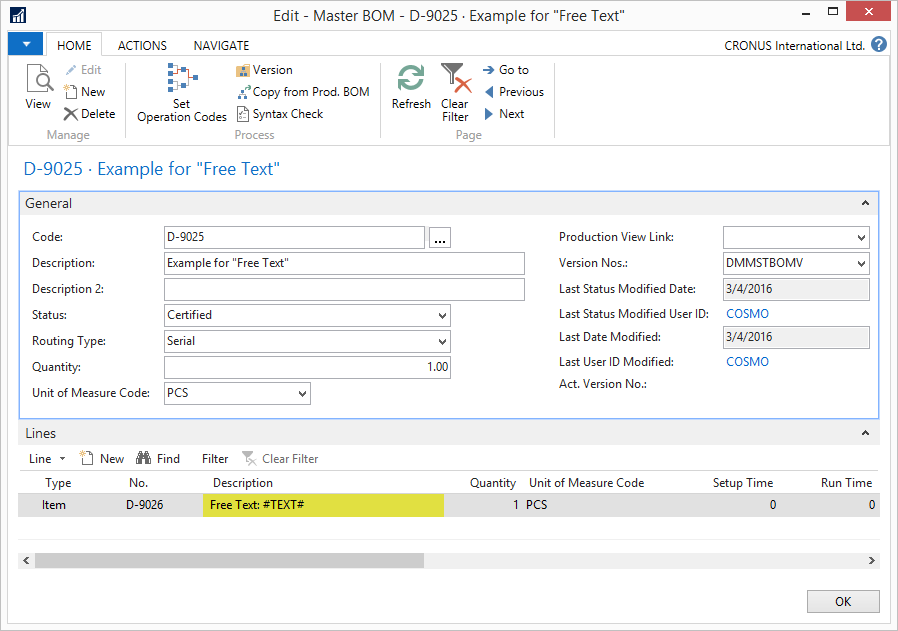 Edit - Master BOM - D-9025 · Example for "Free Text"
HOME ACTIONS NAVIGATE CRONUS International Ltd. ?
View
Edit
New
Delete
Manage
Set Operation Codes
Version
Copy from Prod. BOM
Syntax Check
Process
Refresh
Clear Filter
Go to
Previous
Next
Page
D-9025 · Example for "Free Text"
General
Code: D-9025 ...
Description: Example for "Free Text"
Description 2:
Status: Certified
Routing Type: Serial
Quantity: 1.00
Unit of Measure Code: PCS
Production View Link:
Version Nos.: DMMSTBOMV
Last Status Modified Date: 3/4/2016
Last Status Modified User ID: COSMO
Last Date Modified: 3/4/2016
Last User ID Modified: COSMO
Act. Version No.:
Lines
Line New Find Filter Clear Filter
Type No. Description Quantity Unit of Measure Code Setup Time Run Time
Item D-9026 Free Text: #TEXT# 1 PCS 0 0
OK